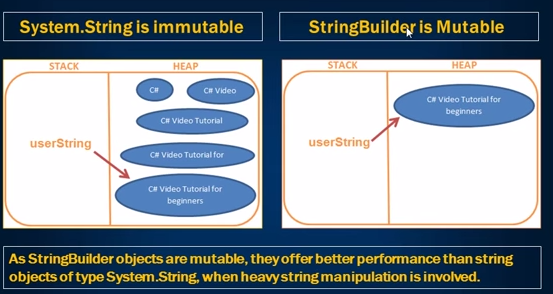 System.String is immutable
StringBuilder is Mutable
STACK
HEAP
C#
C# Video
C# Video Tutorial
C# Video Tutorial for
C# Video Tutorial for
beginners
userString
STACK
HEAP
C# Video Tutorial for
beginners
userString
As StringBuilder objects are mutable, they offer better performance than string
objects of type System.String, when heavy string manipulation is involved.